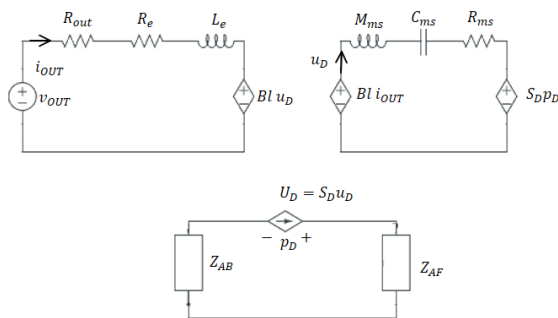 R_out R_e L_e
i_OUT
v_OUT
Bl u_D
M_ms C_ms R_ms
u_D
Bl i_OUT
S_D p_D
U_D = S_D u_D
− p_D +
Z_AB
Z_AF